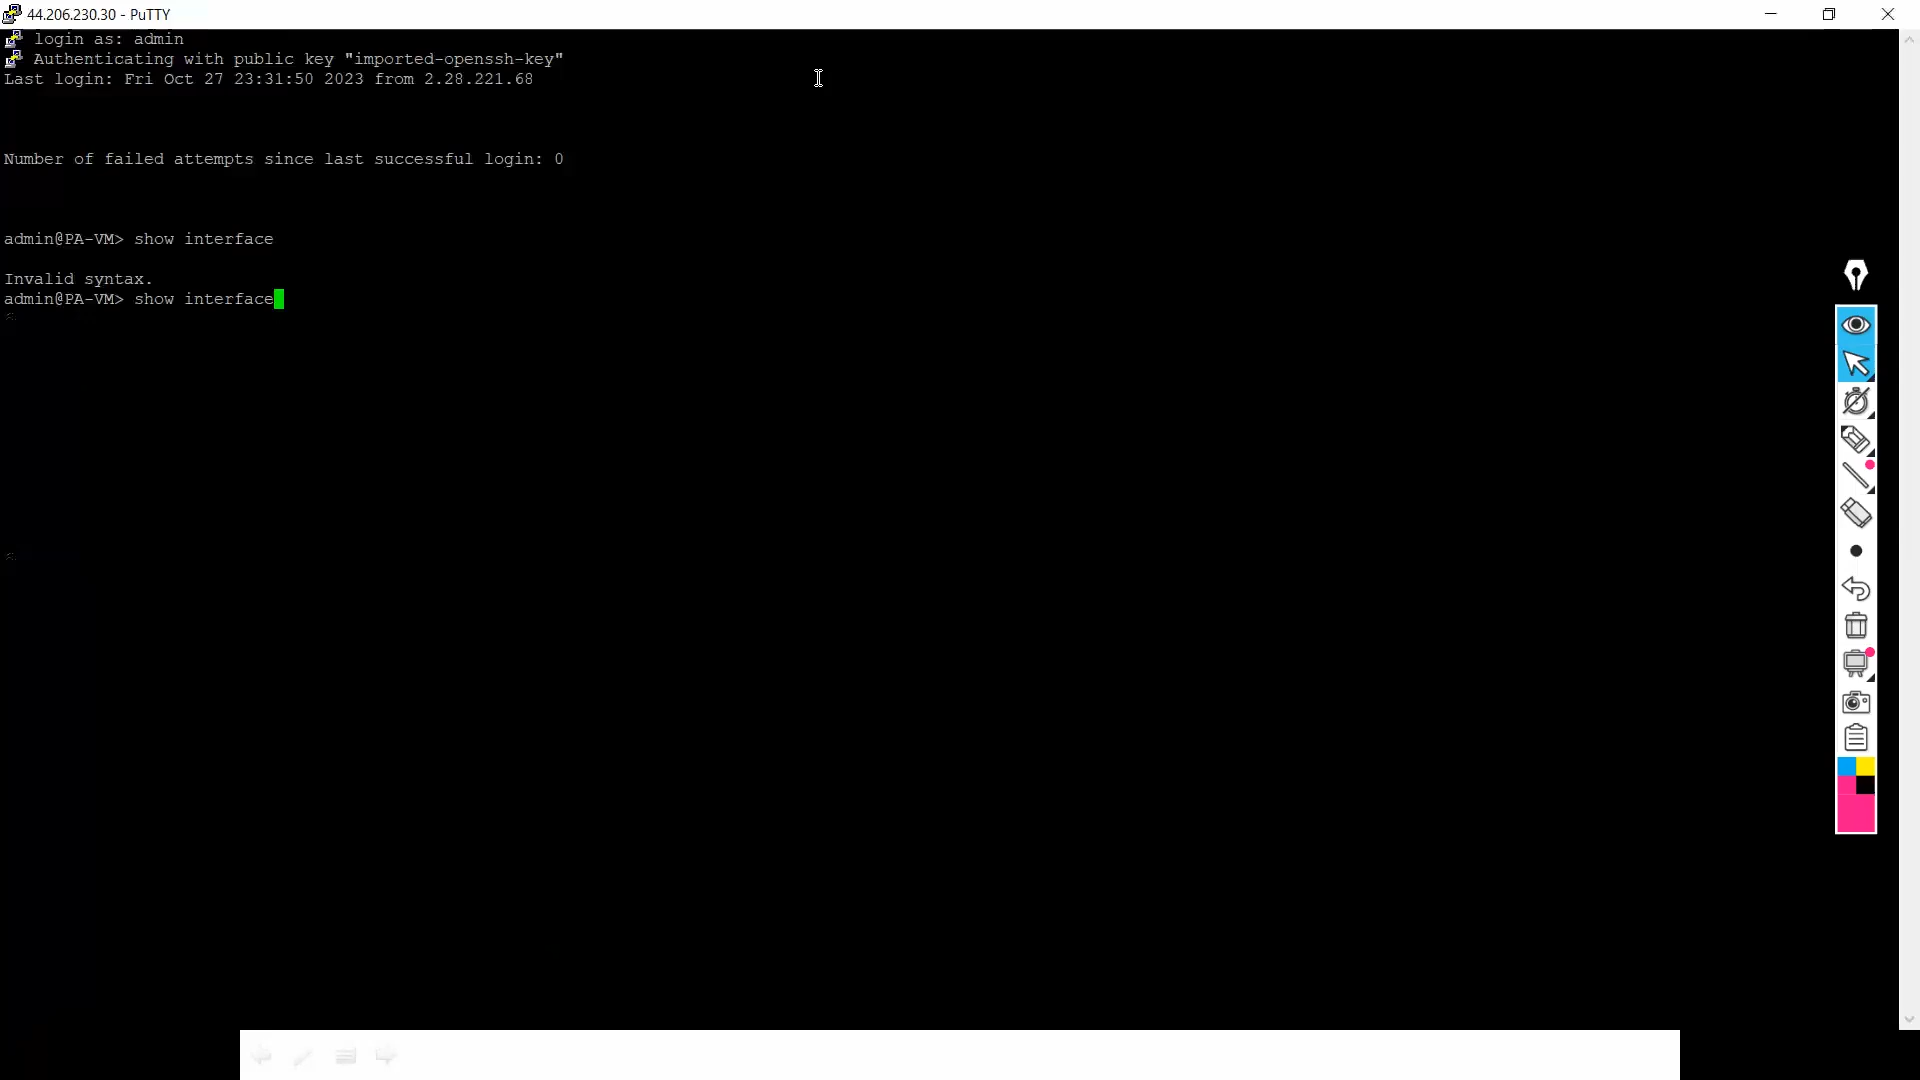 44.206.230.30 - PuTTY
login as: admin
Authenticating with public key "imported-openssh-key"
Last login: Fri Oct 27 23:31:50 2023 from 2.28.221.68
Number of failed attempts since last successful login: 0
admin@PA-VM> show interface
Invalid syntax.
admin@PA-VM> show interface